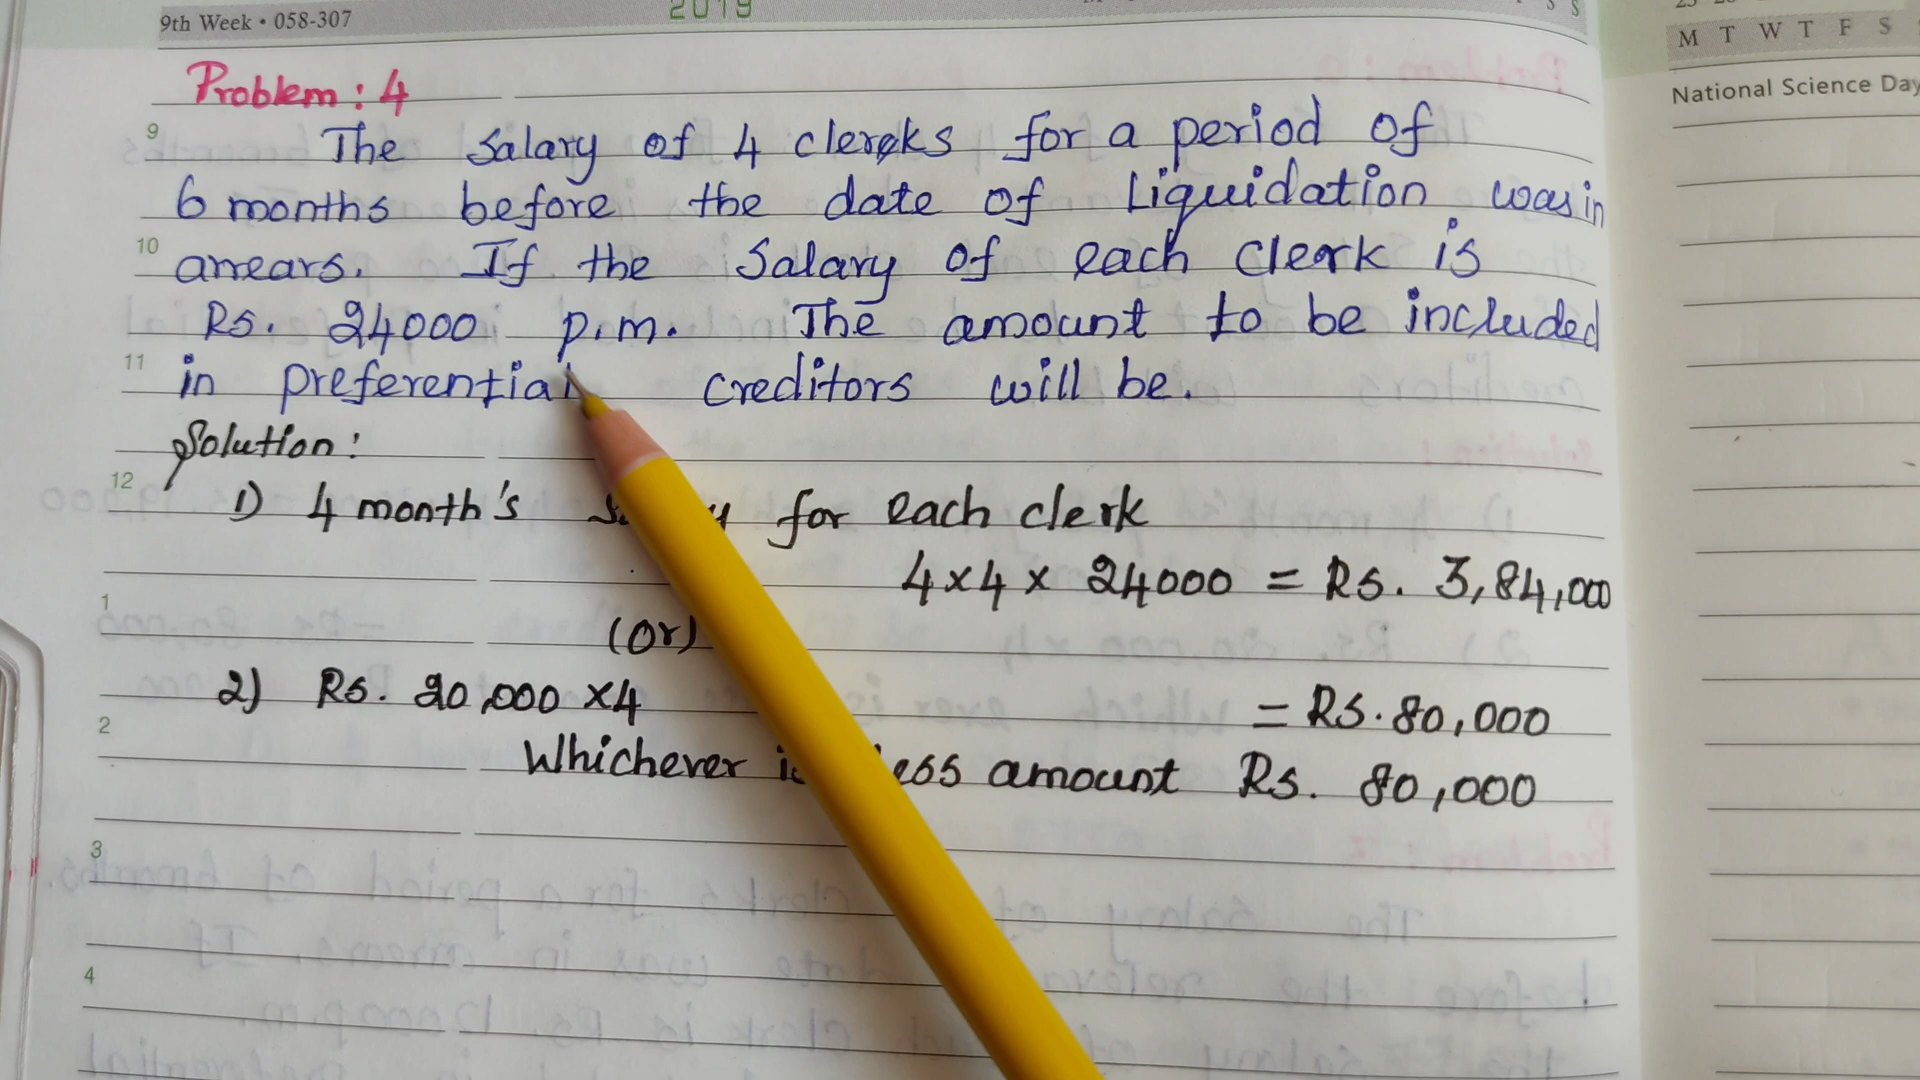 9th Week • 058-307
2019
M T W T F S
National Science Day
Problem : 4
9
The Salary of 4 clerks for a period of
6 months before the date of Liquidation was in
10
arrears. If the Salary of each clerk is
Rs. 24000 p.m. The amount to be included
11
in preferential creditors will be.
Solution :
12
1) 4 month's for each clerk
4 x 4 x 24000 = Rs. 3,84,000
1
(Or)
2) Rs. 20,000 x 4 = Rs. 80,000
2
Whichever is less amount Rs. 80,000
3
4